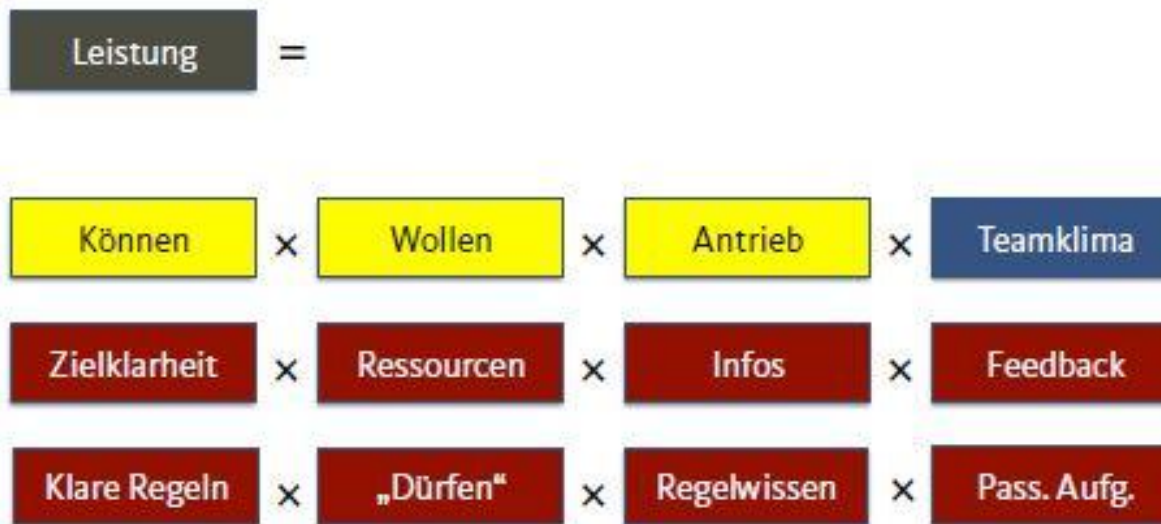 Leistung =
Können × Wollen × Antrieb × Teamklima
Zielklarheit × Ressourcen × Infos × Feedback
Klare Regeln × „Dürfen“ × Regelwissen × Pass. Aufg.